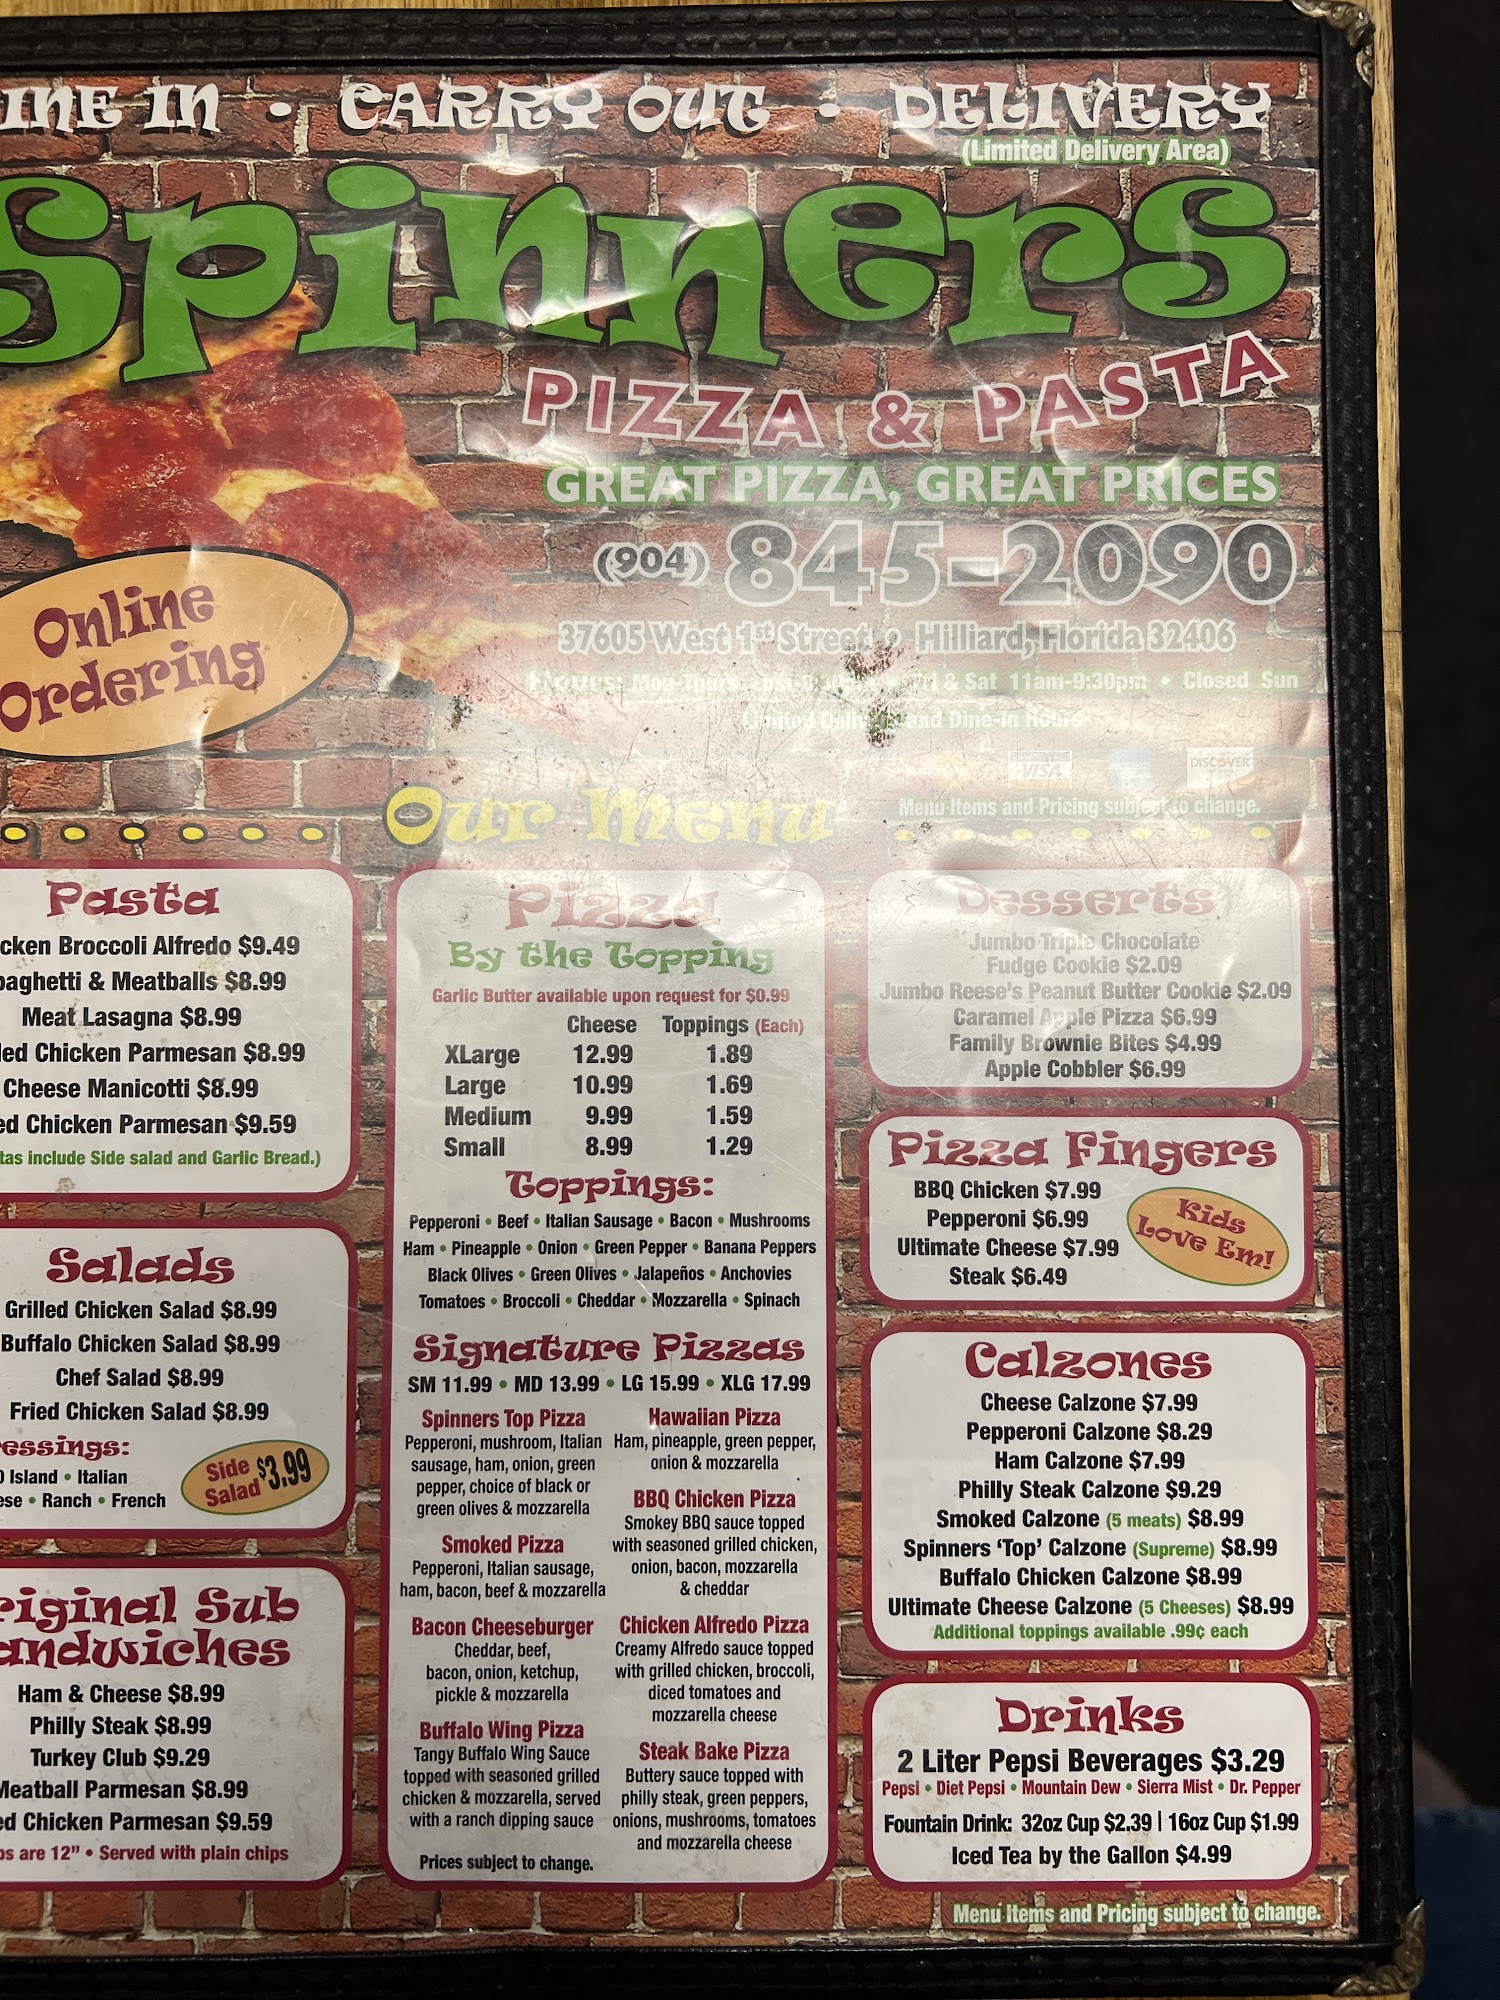 INE IN • CARRY OUT • DELIVERY
(Limited Delivery Area)
Spinners
PIZZA & PASTA
GREAT PIZZA, GREAT PRICES
(904) 845-2090
37605 West 1st Street • Hilliard, Florida 32406
Hours: Mon-Thurs & Sat 11am-9:30pm • Closed Sun
Limited Delivery and Dine-In Hours
Online
Ordering
VISA
DISCOVER
Our Menu
Menu Items and Pricing subject to change.
Pasta
cken Broccoli Alfredo $9.49
paghetti & Meatballs $8.99
Meat Lasagna $8.99
led Chicken Parmesan $8.99
Cheese Manicotti $8.99
ed Chicken Parmesan $9.59
tas include Side salad and Garlic Bread.)
Salads
Grilled Chicken Salad $8.99
Buffalo Chicken Salad $8.99
Chef Salad $8.99
Fried Chicken Salad $8.99
ressings:
0 Island • Italian
ese • Ranch • French
Side
Salad $3.99
riginal Sub
andwiches
Ham & Cheese $8.99
Philly Steak $8.99
Turkey Club $9.29
Meatball Parmesan $8.99
ed Chicken Parmesan $9.59
bs are 12" • Served with plain chips
Pizza
By the Topping
Garlic Butter available upon request for $0.99
Cheese Toppings (Each)
XLarge 12.99 1.89
Large 10.99 1.69
Medium 9.99 1.59
Small 8.99 1.29
Toppings:
Pepperoni • Beef • Italian Sausage • Bacon • Mushrooms
Ham • Pineapple • Onion • Green Pepper • Banana Peppers
Black Olives • Green Olives • Jalapeños • Anchovies
Tomatoes • Broccoli • Cheddar • Mozzarella • Spinach
Signature Pizzas
SM 11.99 • MD 13.99 • LG 15.99 • XLG 17.99
Spinners Top Pizza
Pepperoni, mushroom, Italian
sausage, ham, onion, green
pepper, choice of black or
green olives & mozzarella
Smoked Pizza
Pepperoni, Italian sausage,
ham, bacon, beef & mozzarella
Bacon Cheeseburger
Cheddar, beef,
bacon, onion, ketchup,
pickle & mozzarella
Buffalo Wing Pizza
Tangy Buffalo Wing Sauce
topped with seasoned grilled
chicken & mozzarella, served
with a ranch dipping sauce
Prices subject to change.
Hawaiian Pizza
Ham, pineapple, green pepper,
onion & mozzarella
BBQ Chicken Pizza
Smokey BBQ sauce topped
with seasoned grilled chicken,
onion, bacon, mozzarella
& cheddar
Chicken Alfredo Pizza
Creamy Alfredo sauce topped
with grilled chicken, broccoli,
diced tomatoes and
mozzarella cheese
Steak Bake Pizza
Buttery sauce topped with
philly steak, green peppers,
onions, mushrooms, tomatoes
and mozzarella cheese
Desserts
Jumbo Triple Chocolate
Fudge Cookie $2.09
Jumbo Reese's Peanut Butter Cookie $2.09
Caramel Apple Pizza $6.99
Family Brownie Bites $4.99
Apple Cobbler $6.99
Pizza Fingers
BBQ Chicken $7.99
Pepperoni $6.99
Ultimate Cheese $7.99
Steak $6.49
Kids
Love Em!
Calzones
Cheese Calzone $7.99
Pepperoni Calzone $8.29
Ham Calzone $7.99
Philly Steak Calzone $9.29
Smoked Calzone (5 meats) $8.99
Spinners 'Top' Calzone (Supreme) $8.99
Buffalo Chicken Calzone $8.99
Ultimate Cheese Calzone (5 Cheeses) $8.99
Additional toppings available .99¢ each
Drinks
2 Liter Pepsi Beverages $3.29
Pepsi • Diet Pepsi • Mountain Dew • Sierra Mist • Dr. Pepper
Fountain Drink: 32oz Cup $2.39 | 16oz Cup $1.99
Iced Tea by the Gallon $4.99
Menu Items and Pricing subject to change.